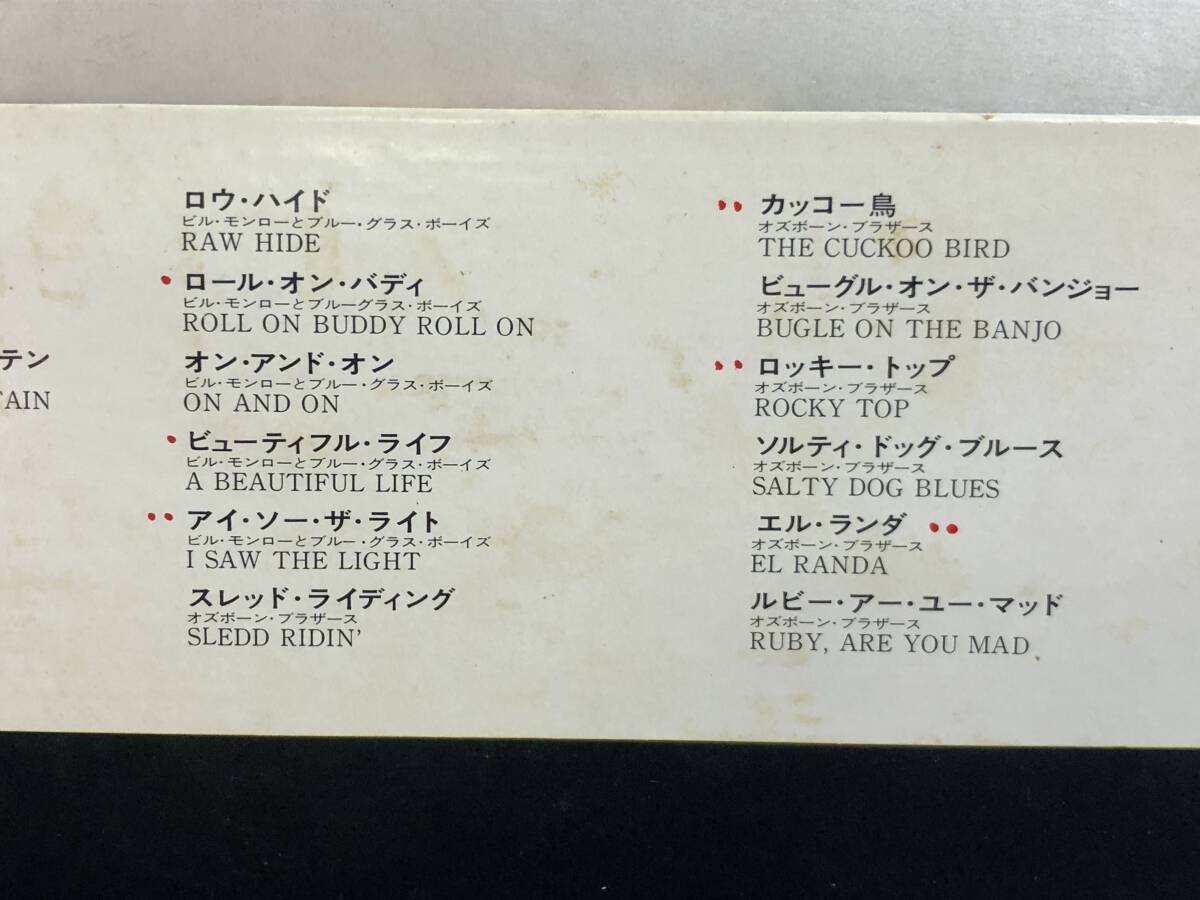 テン
TAIN
ロウ・ハイド
ビル・モンローとブルー・グラス・ボーイズ
RAW HIDE
ロール・オン・バディ
ビル・モンローとブルーグラス・ボーイズ
ROLL ON BUDDY ROLL ON
オン・アンド・オン
ビル・モンローとブルー・グラス・ボーイズ
ON AND ON
ビューティフル・ライフ
ビル・モンローとブルー・グラス・ボーイズ
A BEAUTIFUL LIFE
アイ・ソー・ザ・ライト
ビル・モンローとブルー・グラス・ボーイズ
I SAW THE LIGHT
スレッド・ライディング
オズボーン・ブラザース
SLEDD RIDIN'
カッコー鳥
オズボーン・ブラザース
THE CUCKOO BIRD
ビューグル・オン・ザ・バンジョー
オズボーン・ブラザース
BUGLE ON THE BANJO
ロッキー・トップ
オズボーン・ブラザース
ROCKY TOP
ソルティ・ドッグ・ブルース
オズボーン・ブラザース
SALTY DOG BLUES
エル・ランダ
オズボーン・ブラザース
EL RANDA
ルビー・アー・ユー・マッド
オズボーン・ブラザース
RUBY, ARE YOU MAD